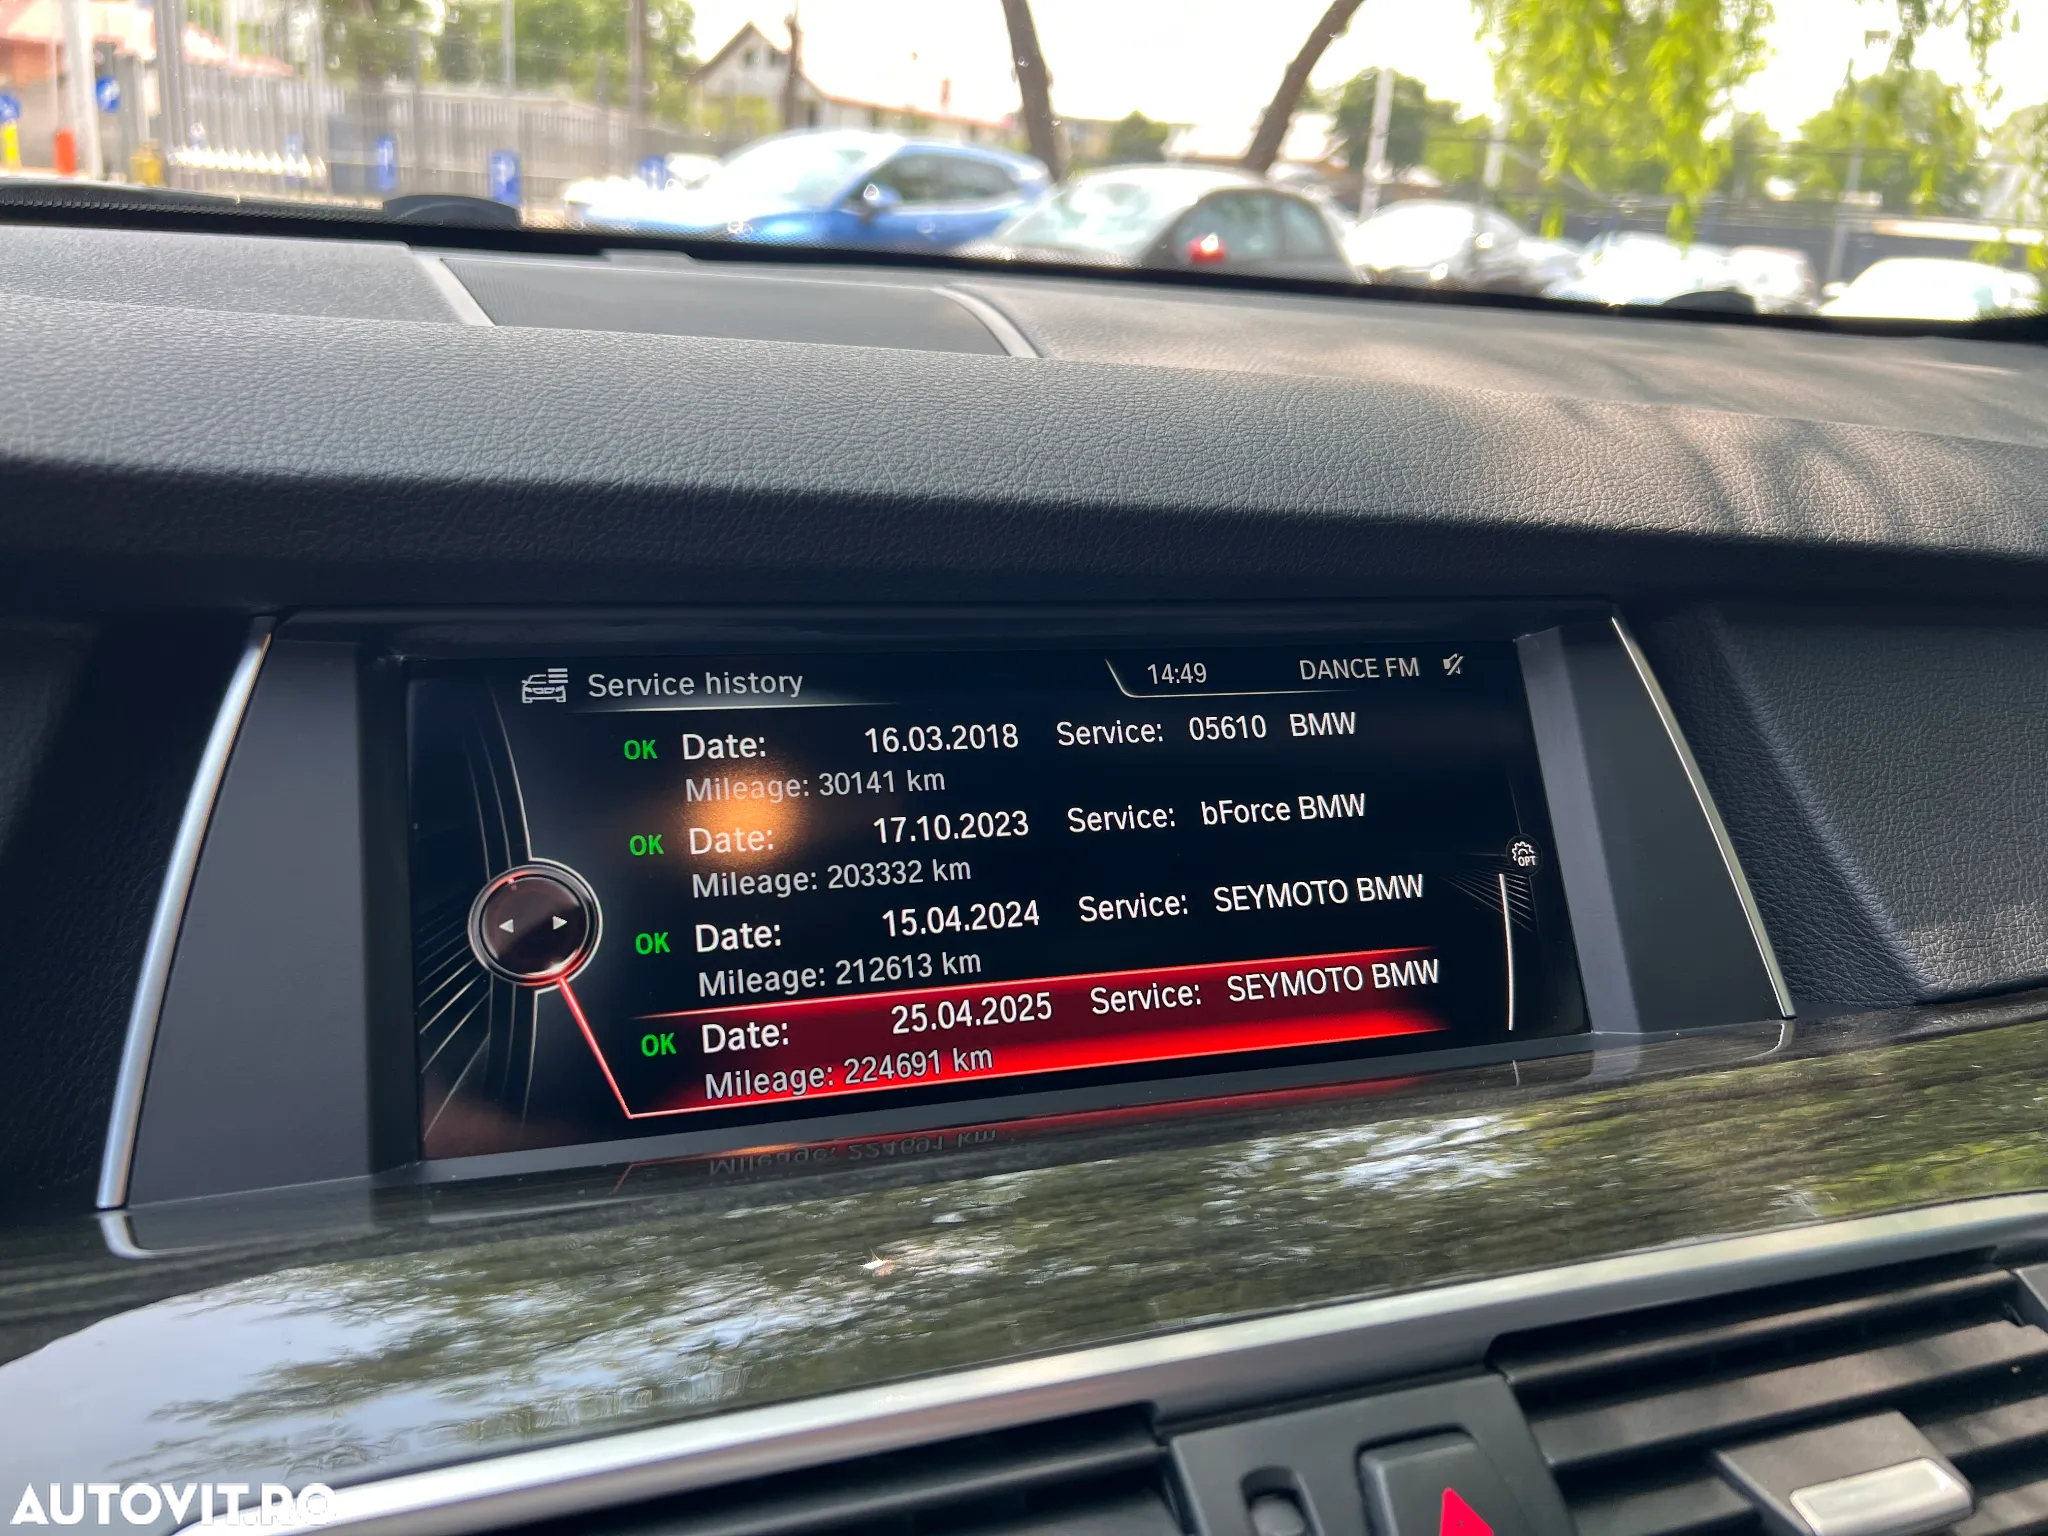 Service history
14:49
DANCE FM
OK Date: 16.03.2018 Service: 05610 BMW
Mileage: 30141 km
OK Date: 17.10.2023 Service: bForce BMW
Mileage: 203332 km
OK Date: 15.04.2024 Service: SEYMOTO BMW
Mileage: 212613 km
OK Date: 25.04.2025 Service: SEYMOTO BMW
Mileage: 224691 km
OPT
AUTOVIT.RO